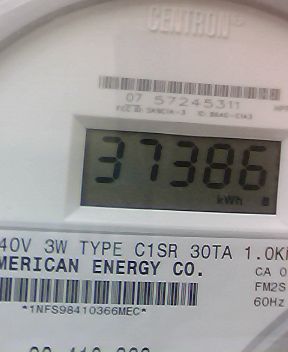 CENTRON
07 57245311
37386
kWh
40V 3W TYPE C1SR 30TA 1.0K
MERICAN ENERGY CO.
CA 0
FM2S
60Hz
*1NFS98410366MEC*